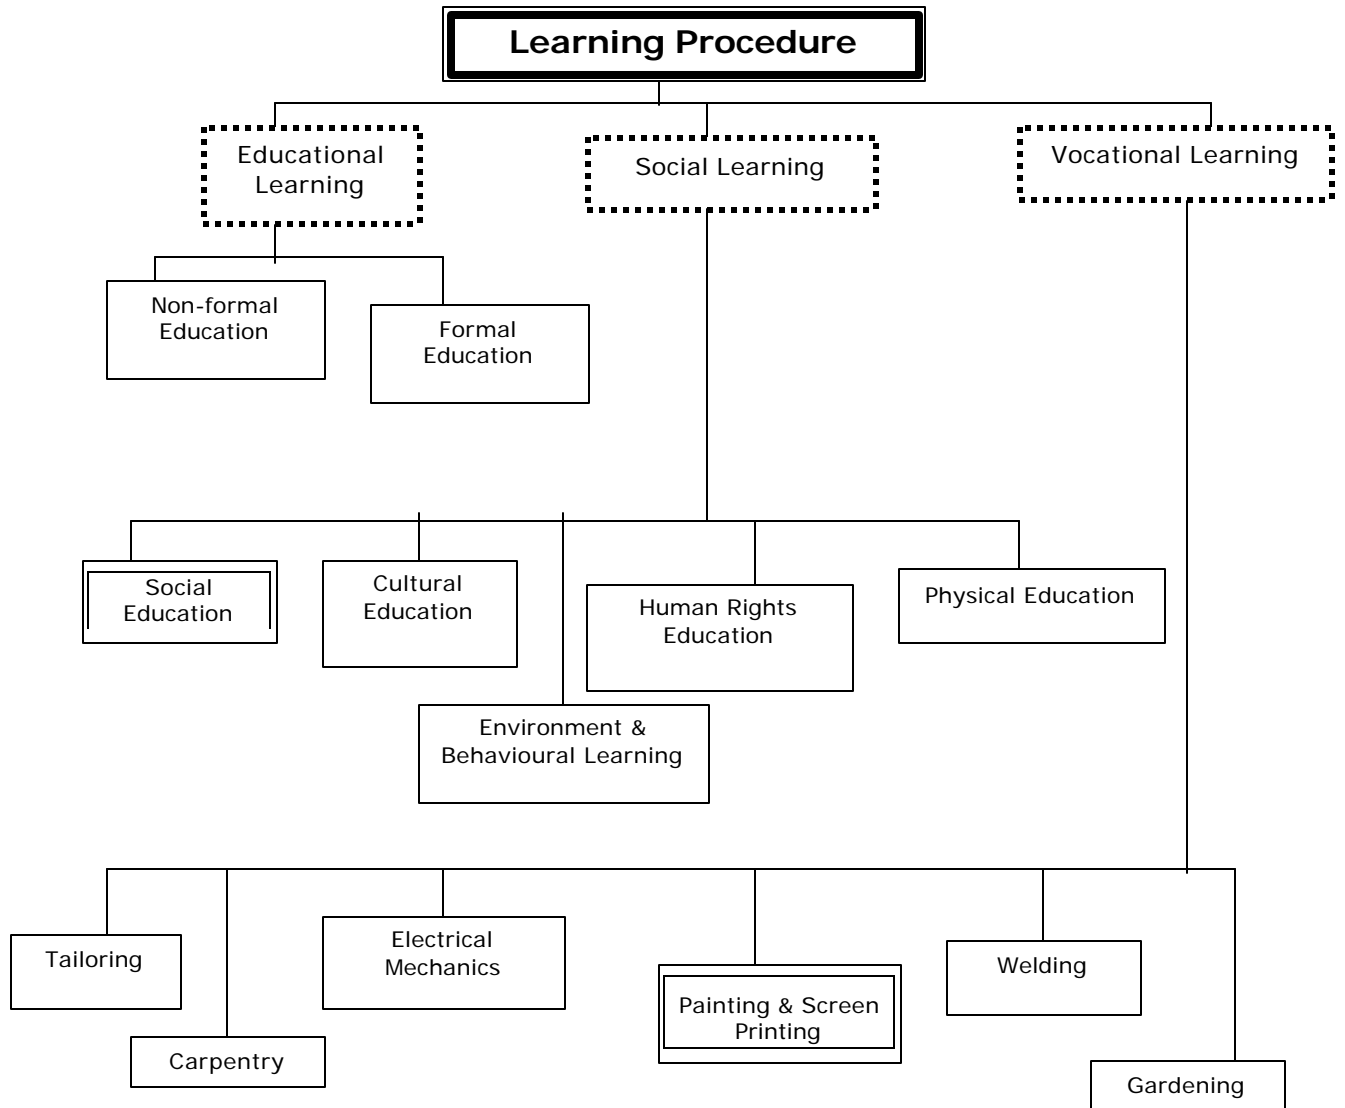 Learning Procedure
Educational
Learning
Social Learning
Vocational Learning
Non-formal
Education
Formal
Education
Social
Education
Cultural
Education
Human Rights
Education
Physical Education
Environment &
Behavioural Learning
Tailoring
Carpentry
Electrical
Mechanics
Painting & Screen
Printing
Welding
Gardening